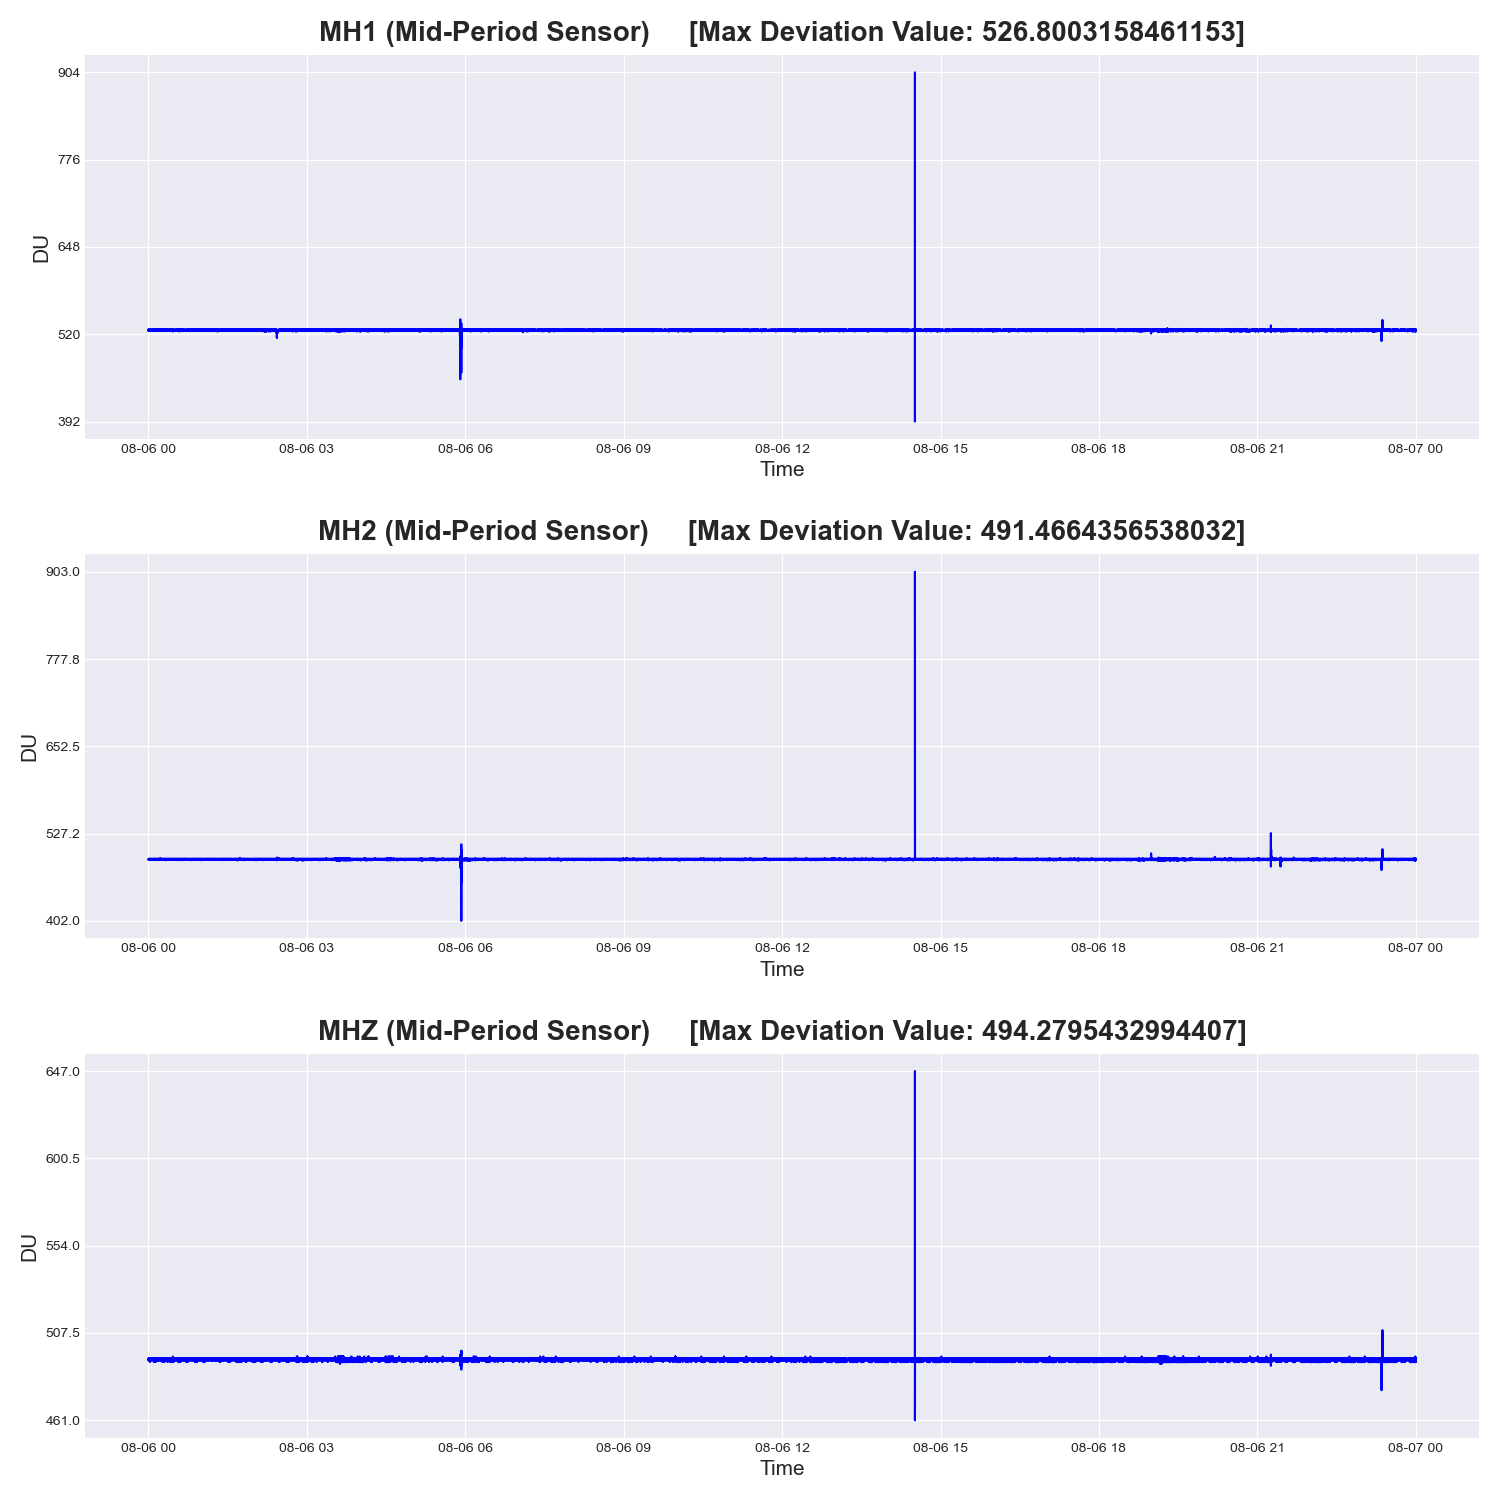 MH1 (Mid-Period Sensor) [Max Deviation Value: 526.8003158461153]
904
776
648
520
392
DU
08-06 00 08-06 03 08-06 06 08-06 09 08-06 12 08-06 15 08-06 18 08-06 21 08-07 00
Time
MH2 (Mid-Period Sensor) [Max Deviation Value: 491.4664356538032]
903.0
777.8
652.5
527.2
402.0
DU
08-06 00 08-06 03 08-06 06 08-06 09 08-06 12 08-06 15 08-06 18 08-06 21 08-07 00
Time
MHZ (Mid-Period Sensor) [Max Deviation Value: 494.2795432994407]
647.0
600.5
554.0
507.5
461.0
DU
08-06 00 08-06 03 08-06 06 08-06 09 08-06 12 08-06 15 08-06 18 08-06 21 08-07 00
Time